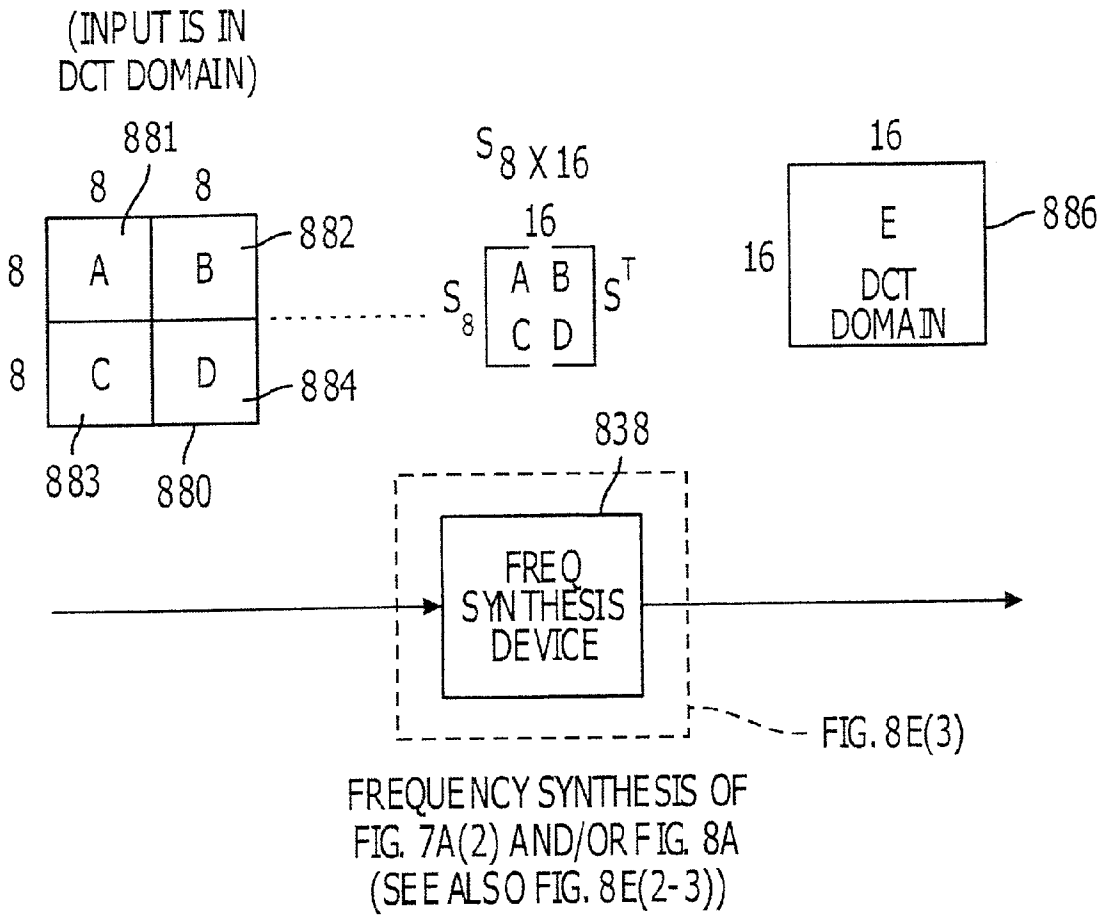 (INPUT IS IN
DCT DOMAIN)
881
8 8
882
8
A B
8
C D
884
883
880
S8 X 16
16
S8
A B
C D
S^T
16
886
16
E
DCT
DOMAIN
838
FREQ
SYNTHESIS
DEVICE
FIG. 8E(3)
FREQUENCY SYNTHESIS OF
FIG. 7A(2) AND/OR FIG. 8A
(SEE ALSO FIG. 8E(2-3))